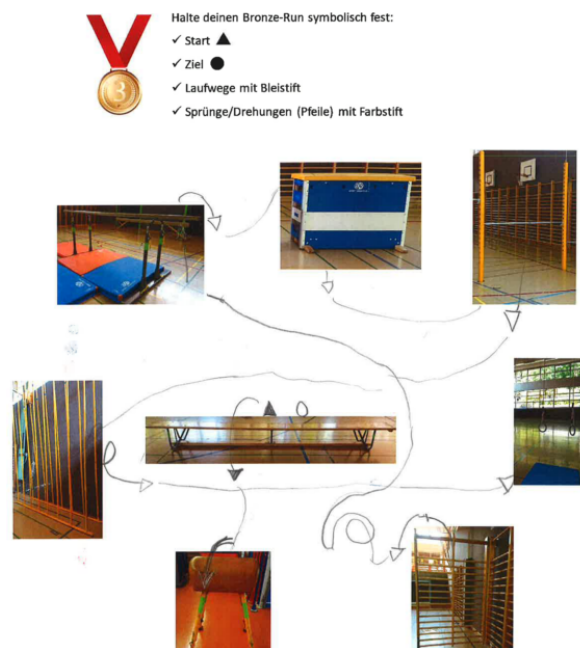 Halte deinen Bronze-Run symbolisch fest:
✓ Start ▲
✓ Ziel ●
✓ Laufwege mit Bleistift
✓ Sprünge/Drehungen (Pfeile) mit Farbstift